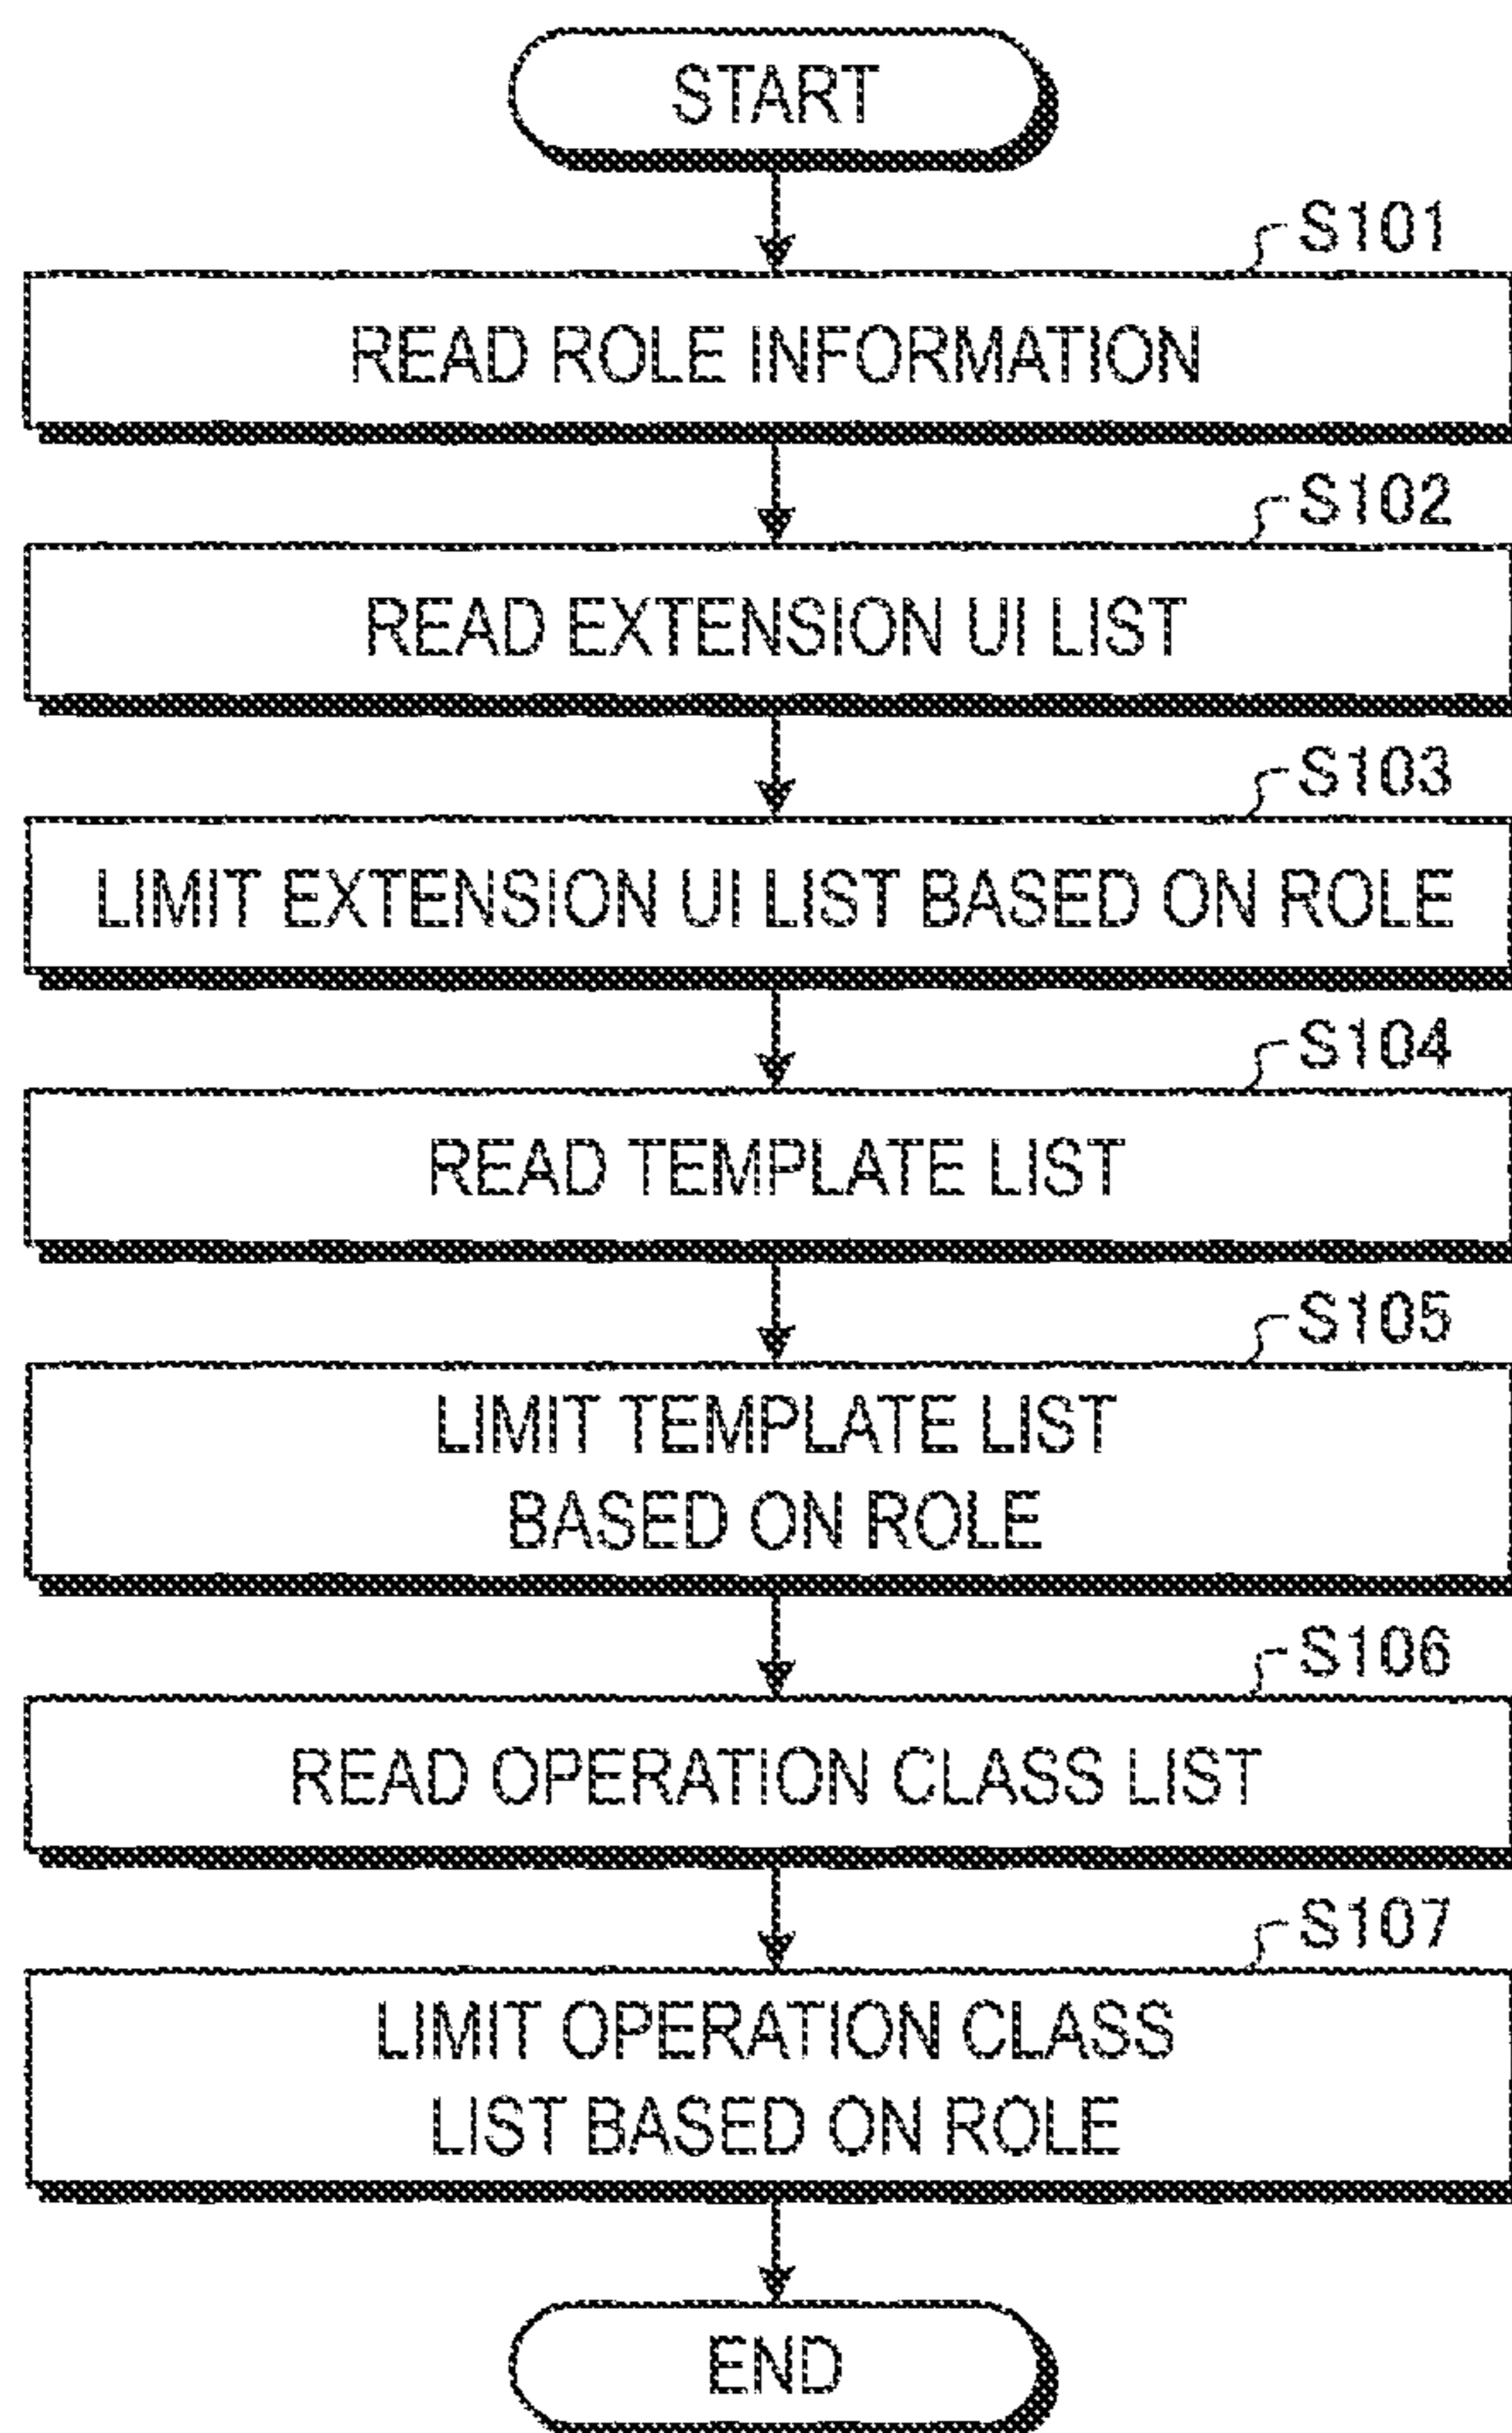 START
S101
READ ROLE INFORMATION
S102
READ EXTENSION UI LIST
S103
LIMIT EXTENSION UI LIST BASED ON ROLE
S104
READ TEMPLATE LIST
S105
LIMIT TEMPLATE LIST
BASED ON ROLE
S106
READ OPERATION CLASS LIST
S107
LIMIT OPERATION CLASS
LIST BASED ON ROLE
END